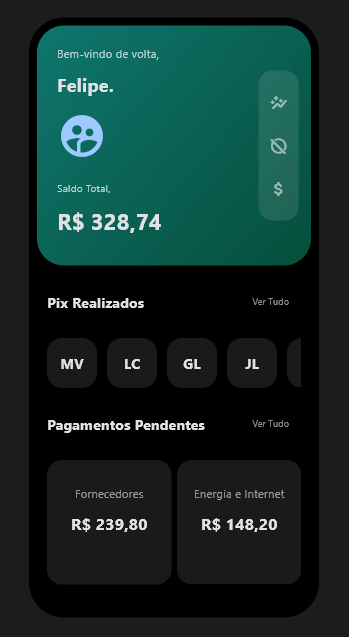 Bem-vindo de volta,
Felipe.
Saldo Total,
R$ 328,74
Pix Realizados
Ver Tudo
MV
LC
GL
JL
Pagamentos Pendentes
Ver Tudo
Fornecedores
Energia e Internet
R$ 239,80
R$ 148,20